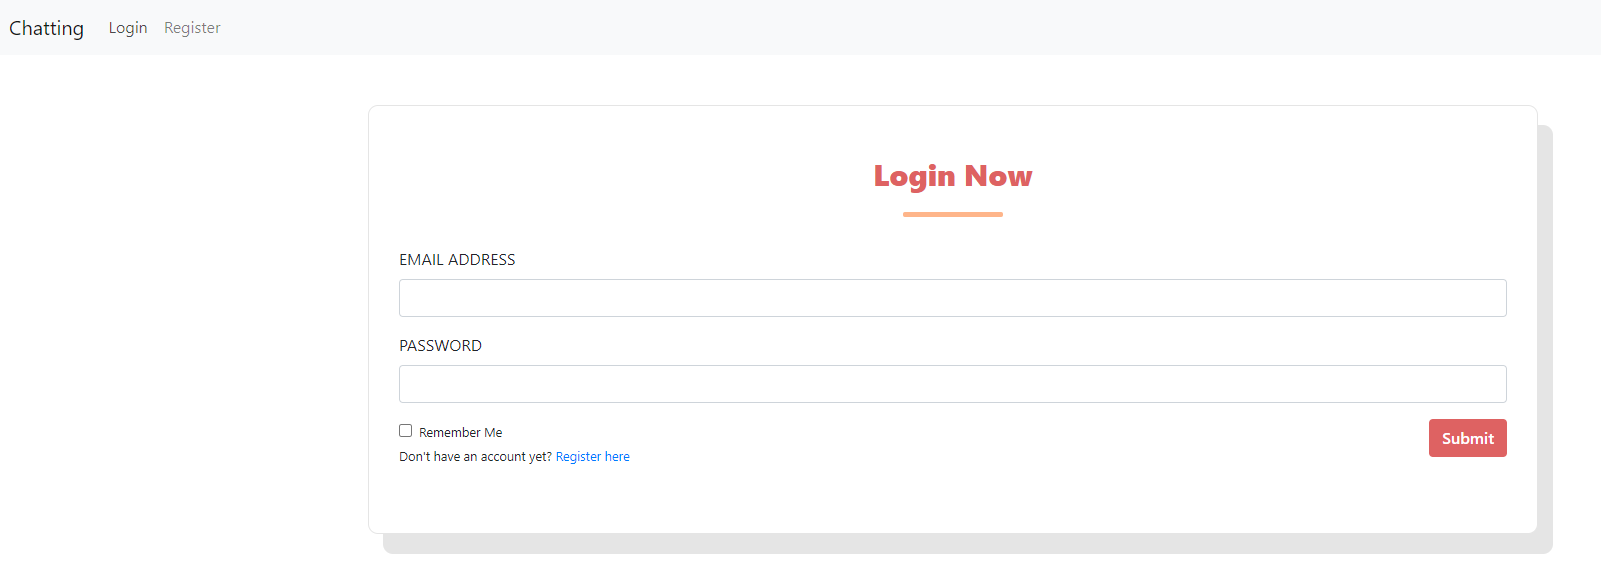 Chatting Login Register
Login Now
EMAIL ADDRESS
PASSWORD
Remember Me
Submit
Don't have an account yet? Register here